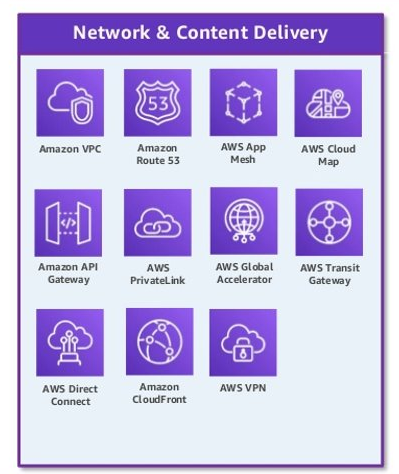 Network & Content Delivery
53
Amazon VPC
Amazon
Route 53
AWS App
Mesh
AWS Cloud
Map
</>
Amazon API
Gateway
AWS
PrivateLink
AWS Global
Accelerator
AWS Transit
Gateway
AWS Direct
Connect
Amazon
CloudFront
AWS VPN